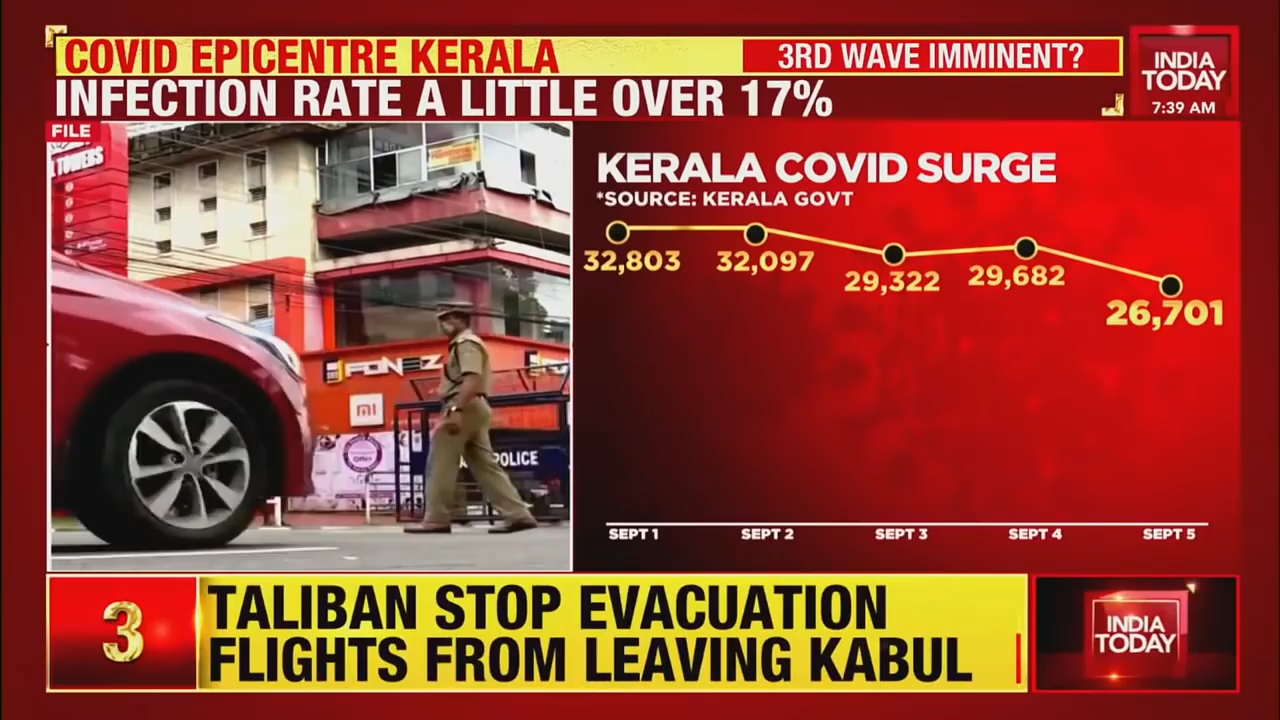 COVID EPICENTRE KERALA
3RD WAVE IMMINENT?
INFECTION RATE A LITTLE OVER 17%
INDIA
TODAY
7:39 AM
FILE
TOWERS
FONEZ
mi
POLICE
KERALA COVID SURGE
*SOURCE: KERALA GOVT
32,803
32,097
29,322
29,682
26,701
SEPT 1
SEPT 2
SEPT 3
SEPT 4
SEPT 5
3
TALIBAN STOP EVACUATION
FLIGHTS FROM LEAVING KABUL
INDIA
TODAY